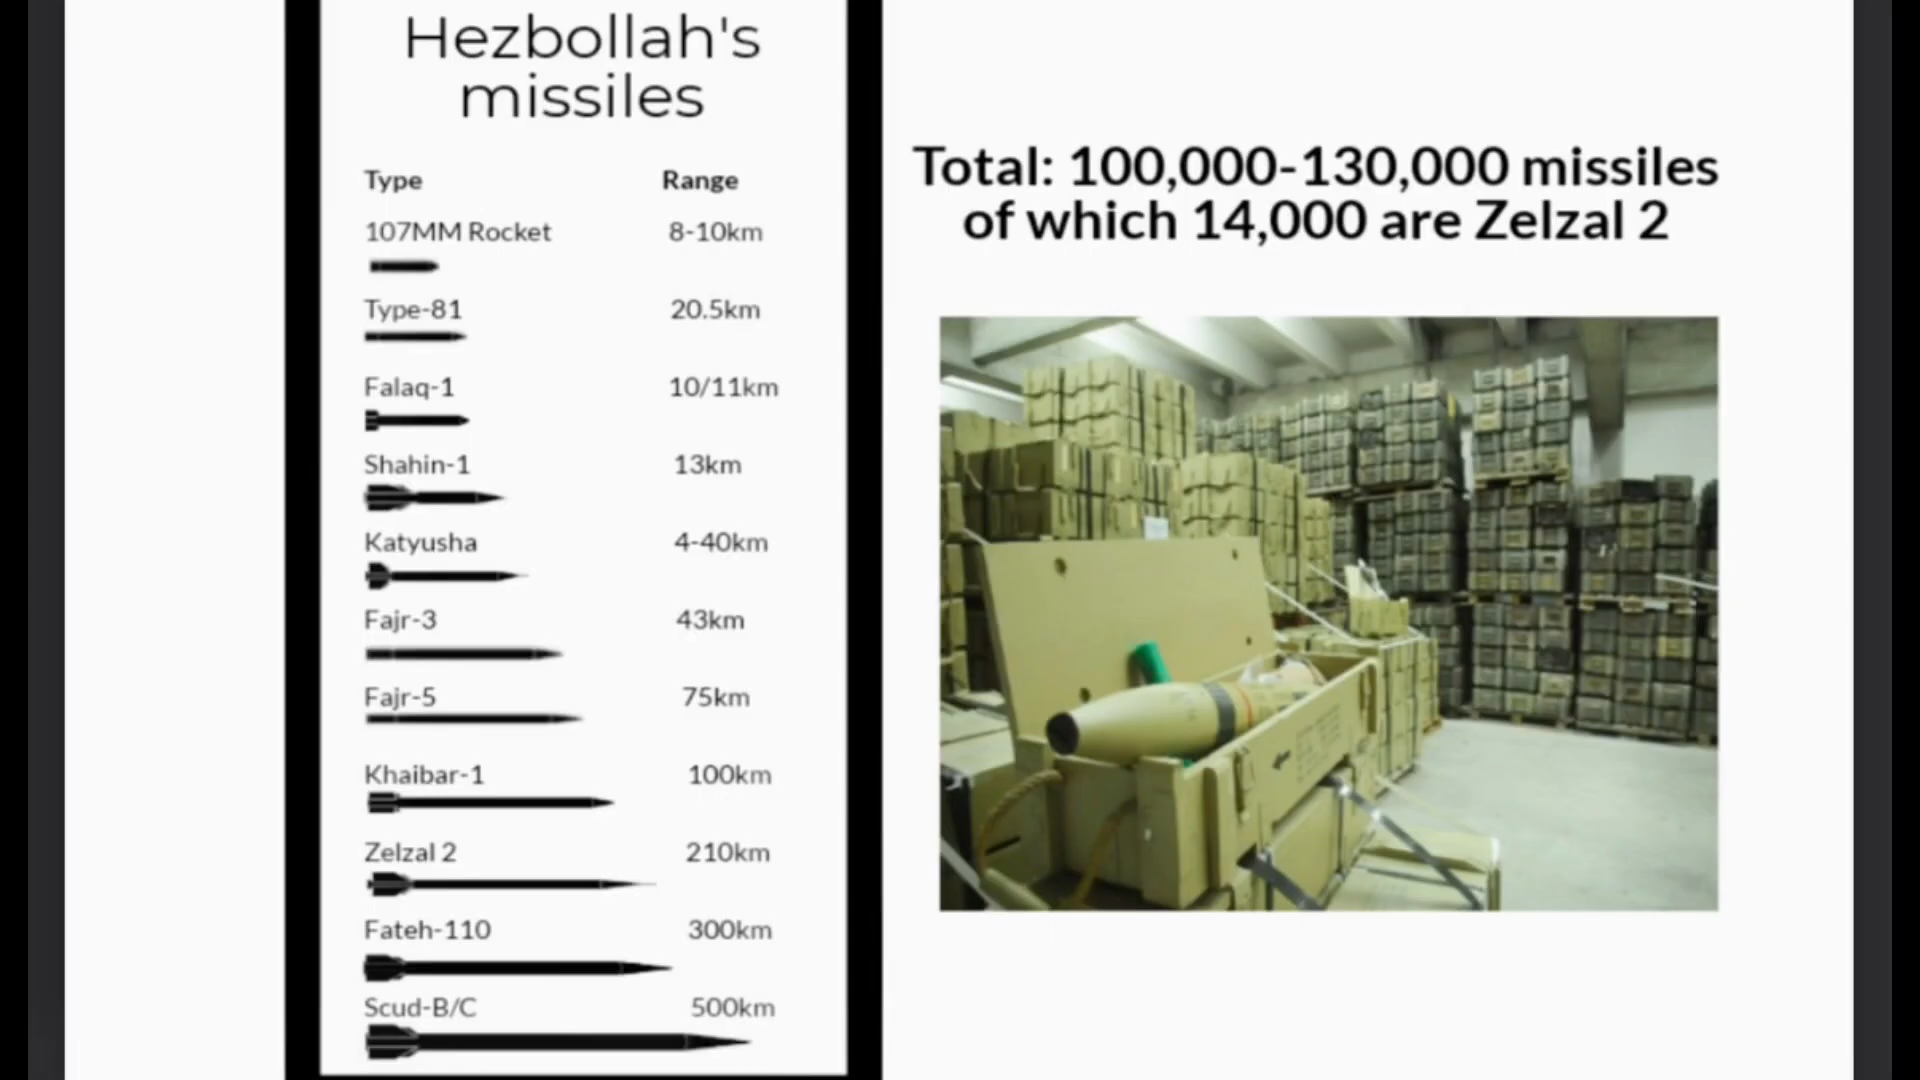 Hezbollah's
missiles
Type Range
107MM Rocket 8-10km
Type-81 20.5km
Falaq-1 10/11km
Shahin-1 13km
Katyusha 4-40km
Fajr-3 43km
Fajr-5 75km
Khaibar-1 100km
Zelzal 2 210km
Fateh-110 300km
Scud-B/C 500km
Total: 100,000-130,000 missiles
of which 14,000 are Zelzal 2